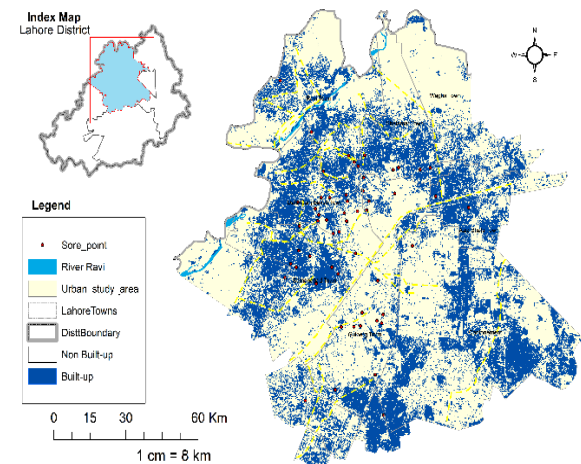 Index Map
Lahore District
N
W
E
S
Legend
Sore_point
River Ravi
Urban_study_area
LahoreTowns
DisttBoundary
Non Built-up
Built-up
0 15 30 60 Km
1 cm = 8 km